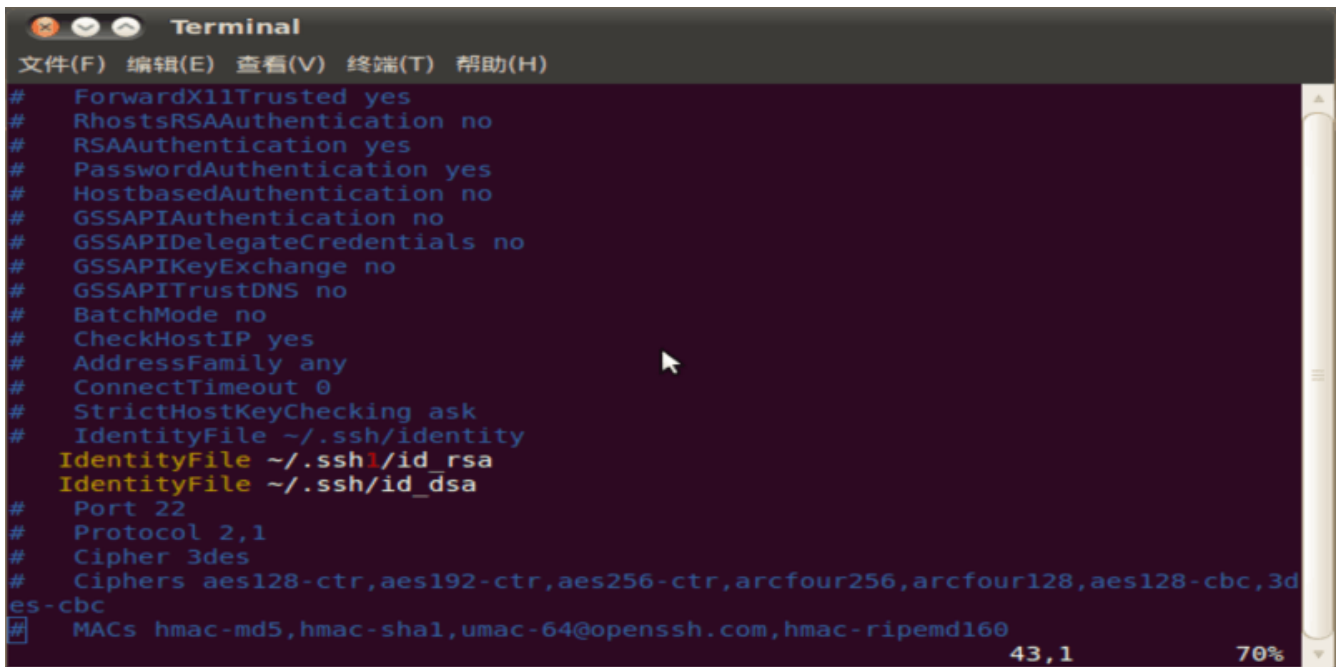 Terminal
文件(F) 编辑(E) 查看(V) 终端(T) 帮助(H)
#   ForwardX11Trusted yes
#   RhostsRSAAuthentication no
#   RSAAuthentication yes
#   PasswordAuthentication yes
#   HostbasedAuthentication no
#   GSSAPIAuthentication no
#   GSSAPIDelegateCredentials no
#   GSSAPIKeyExchange no
#   GSSAPITrustDNS no
#   BatchMode no
#   CheckHostIP yes
#   AddressFamily any
#   ConnectTimeout 0
#   StrictHostKeyChecking ask
#   IdentityFile ~/.ssh/identity
   IdentityFile ~/.ssh1/id_rsa
   IdentityFile ~/.ssh/id_dsa
#   Port 22
#   Protocol 2,1
#   Cipher 3des
#   Ciphers aes128-ctr,aes192-ctr,aes256-ctr,arcfour256,arcfour128,aes128-cbc,3d
es-cbc
#   MACs hmac-md5,hmac-sha1,umac-64@openssh.com,hmac-ripemd160
43,1 70%